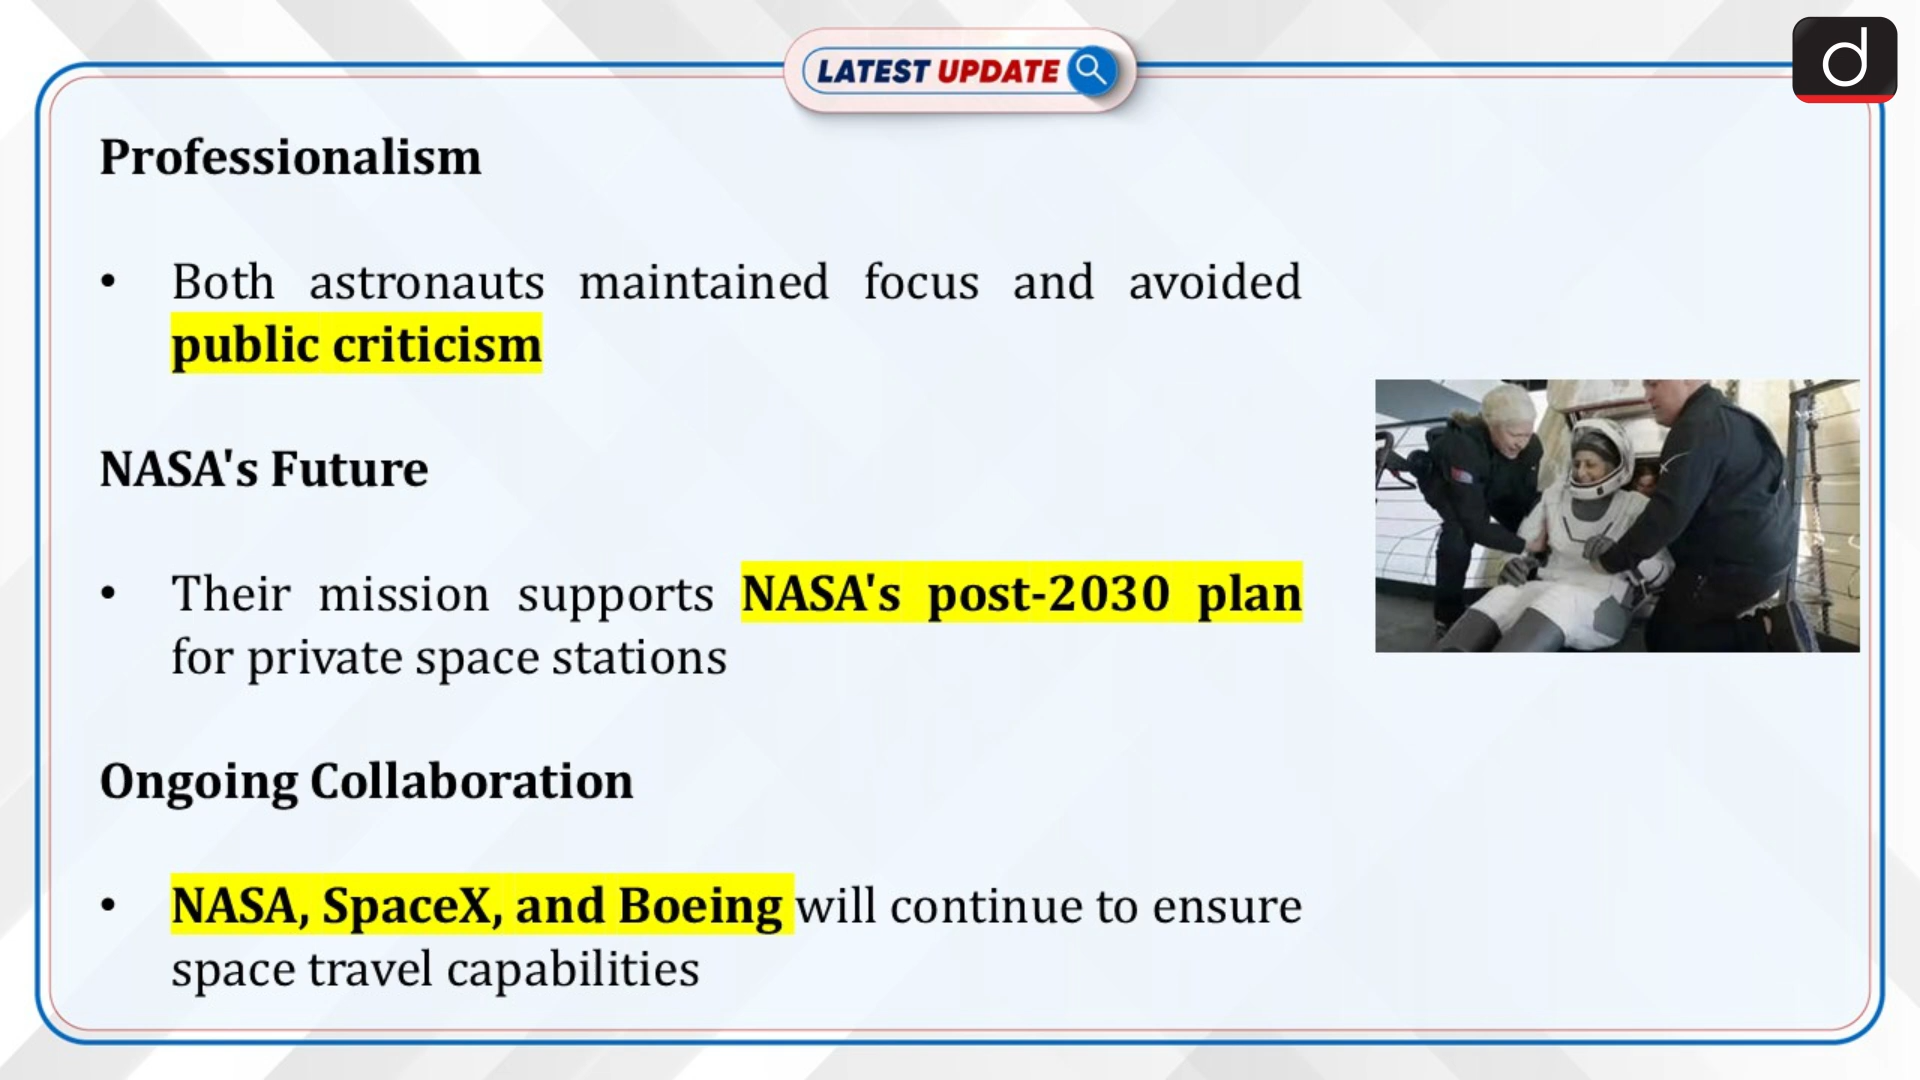 LATEST UPDATE
d
Professionalism
• Both astronauts maintained focus and avoided
public criticism
NASA's Future
• Their mission supports NASA's post-2030 plan
for private space stations
Ongoing Collaboration
• NASA, SpaceX, and Boeing will continue to ensure
space travel capabilities